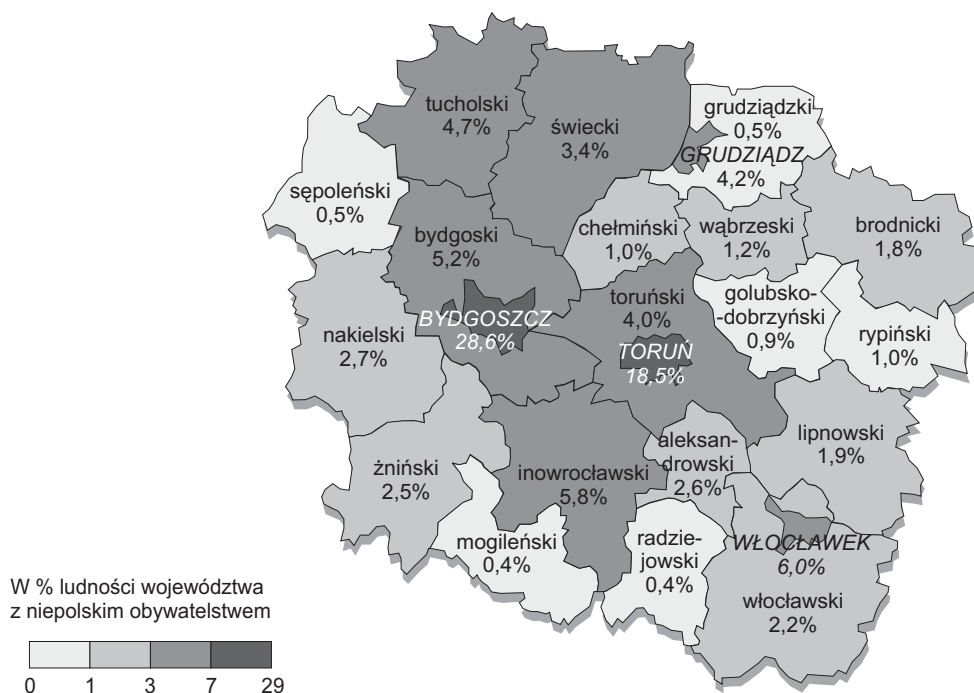 tucholski
4,7%
świecki
3,4%
grudziądzki
0,5%
GRUDZIĄDZ
4,2%
sępoleński
0,5%
bydgoski
5,2%
chełmiński
1,0%
wąbrzeski
1,2%
brodnicki
1,8%
nakielski
2,7%
BYDGOSZCZ
28,6%
toruński
4,0%
TORUŃ
18,5%
golubsko-
-dobrzyński
0,9%
rypiński
1,0%
żniński
2,5%
inowrocławski
5,8%
aleksan-
drowski
2,6%
lipnowski
1,9%
mogileński
0,4%
radzie-
jowski
0,4%
WŁOCŁAWEK
6,0%
włocławski
2,2%
W % ludności województwa
z niepolskim obywatelstwem
0 1 3 7 29